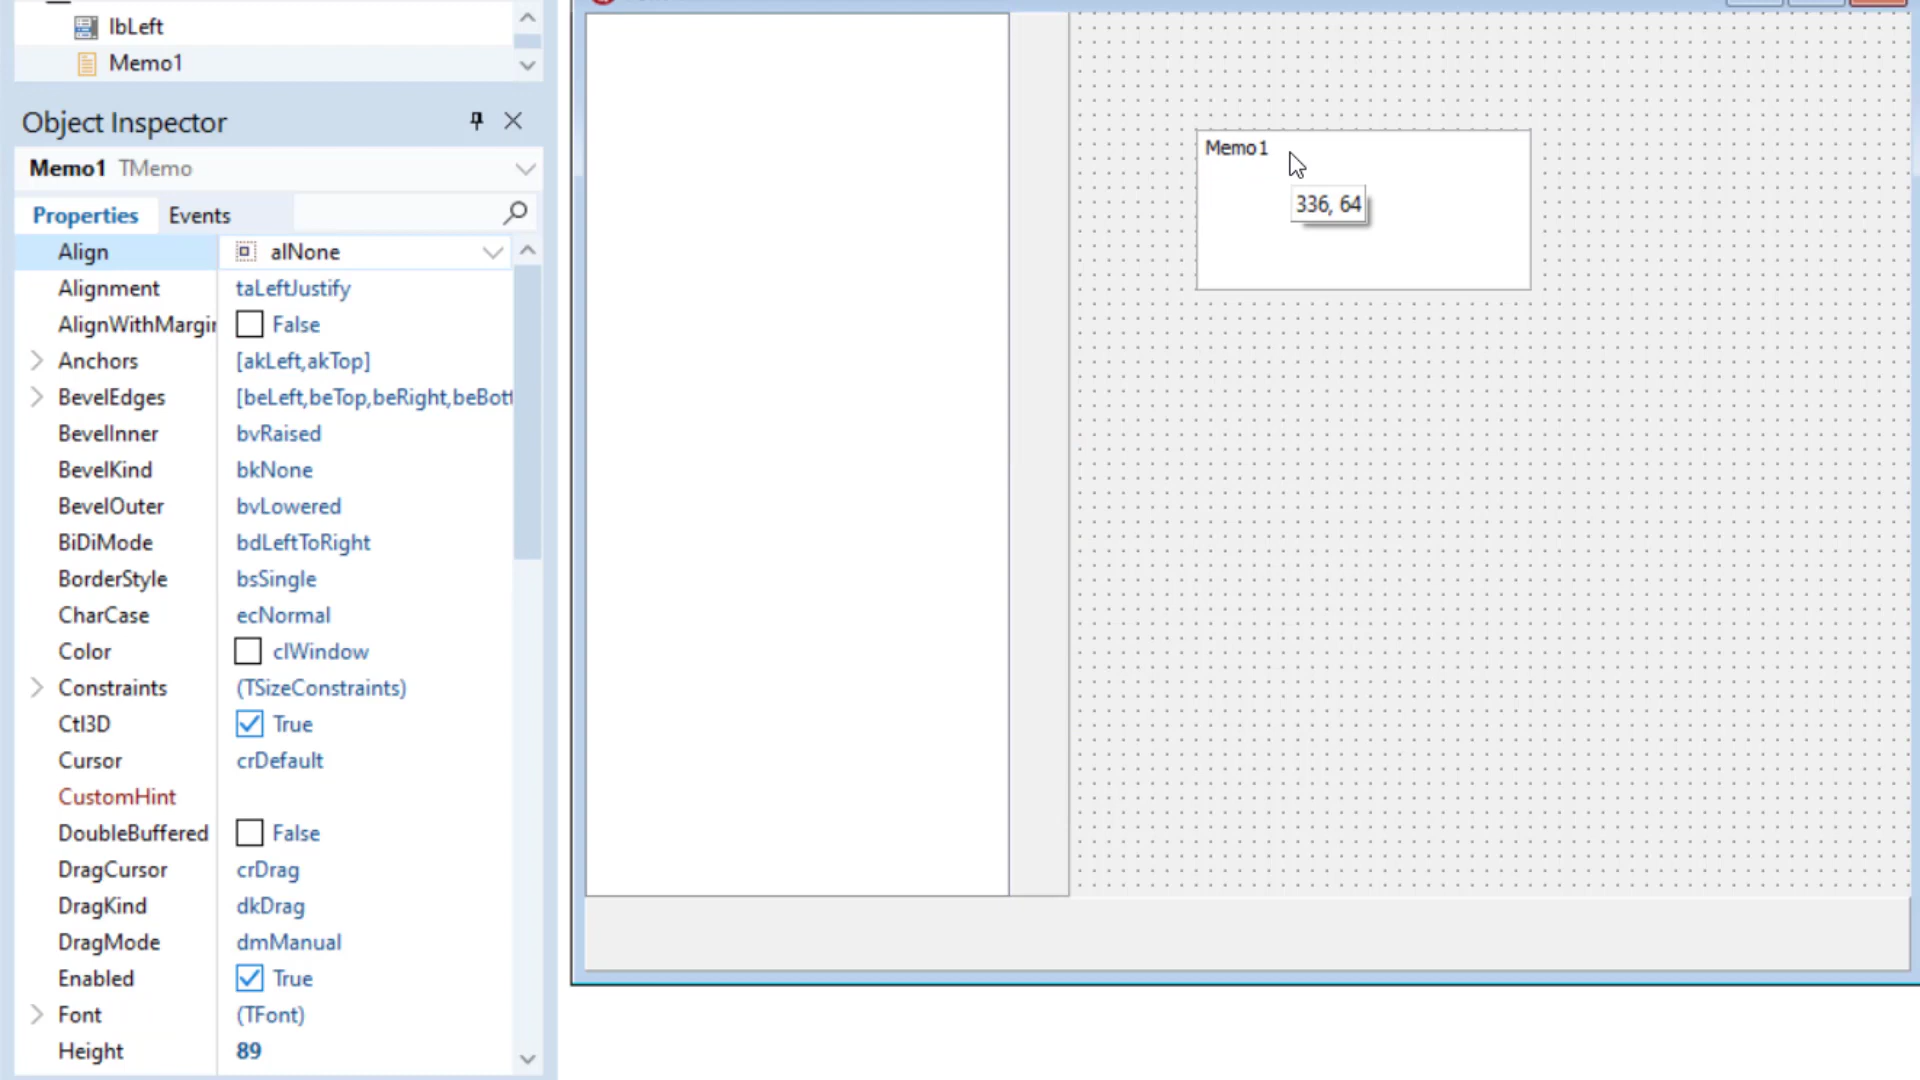 lbLeft
Memo1
Object Inspector
Memo1 TMemo
Properties Events
Align alNone
Alignment taLeftJustify
AlignWithMargin False
Anchors [akLeft,akTop]
BevelEdges [beLeft,beTop,beRight,beBott
BevelInner bvRaised
BevelKind bkNone
BevelOuter bvLowered
BiDiMode bdLeftToRight
BorderStyle bsSingle
CharCase ecNormal
Color clWindow
Constraints (TSizeConstraints)
Ctl3D True
Cursor crDefault
CustomHint
DoubleBuffered False
DragCursor crDrag
DragKind dkDrag
DragMode dmManual
Enabled True
Font (TFont)
Height 89
Memo1
336, 64